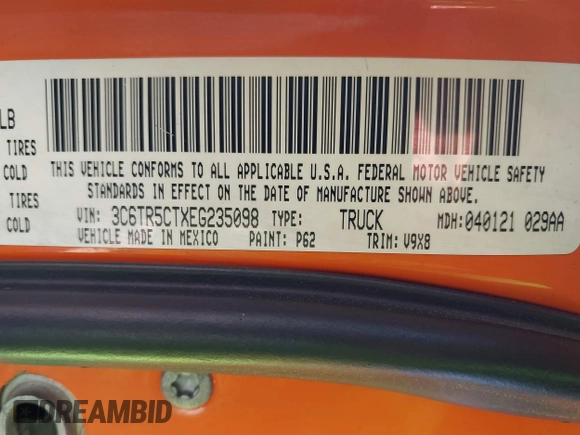 LB
TIRES
COLD
TIRES
COLD
THIS VEHICLE CONFORMS TO ALL APPLICABLE U.S.A. FEDERAL MOTOR VEHICLE SAFETY
STANDARDS IN EFFECT ON THE DATE OF MANUFACTURE SHOWN ABOVE.
VIN: 3C6TR5CTXEG235098 TYPE: TRUCK MDH: 040121 029AA
VEHICLE MADE IN MEXICO PAINT: P62 TRIM: V9X8
DREAMBID